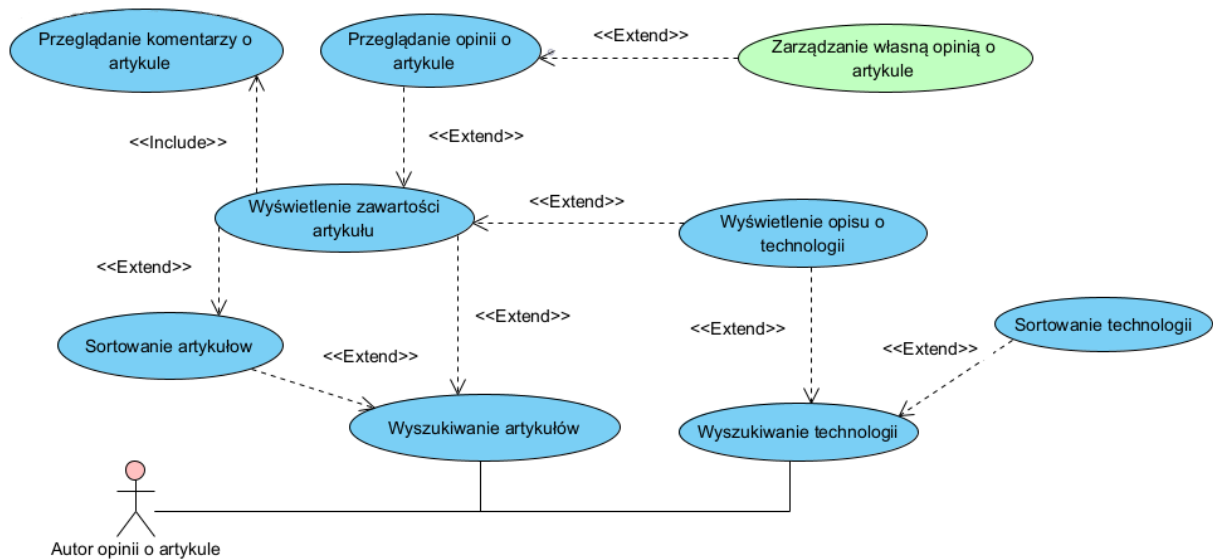 Przeglądanie komentarzy o
artykule
Przeglądanie opinii o
artykule
<<Extend>>
Zarządzanie własną opinią o
artykule
<<Include>>
<<Extend>>
Wyświetlenie zawartości
artykułu
<<Extend>>
Wyświetlenie opisu o
technologii
<<Extend>>
<<Extend>>
<<Extend>>
Sortowanie technologii
Sortowanie artykułow
<<Extend>>
<<Extend>>
Wyszukiwanie artykułów
Wyszukiwanie technologii
Autor opinii o artykule